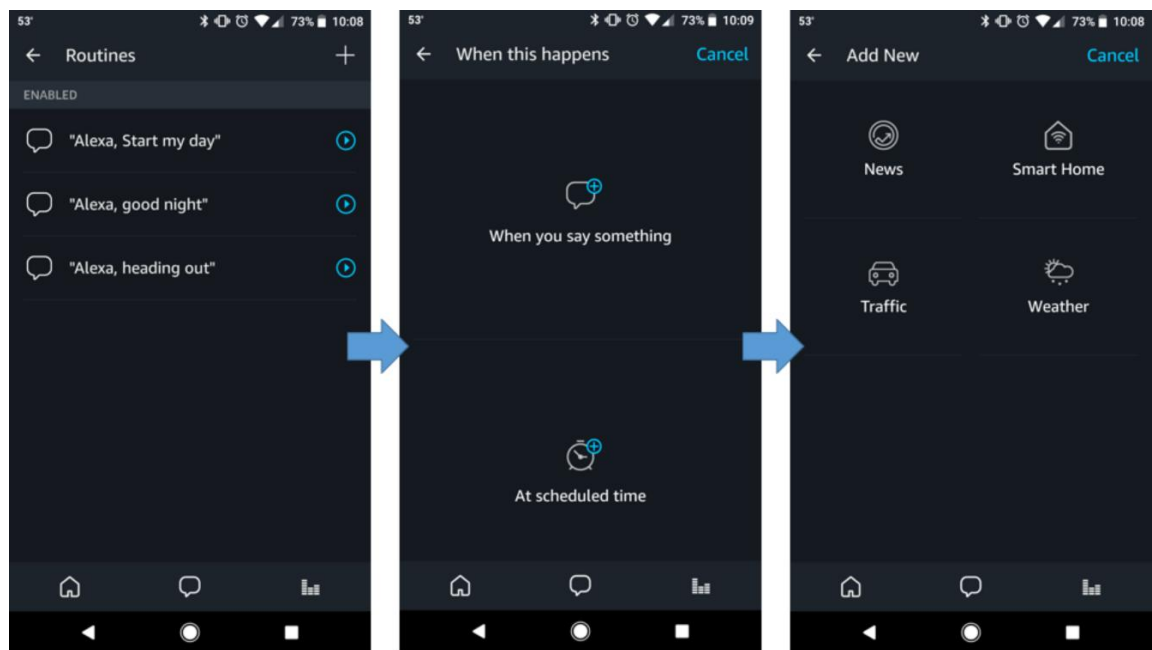 53°
73% 10:08
Routines
ENABLED
"Alexa, Start my day"
"Alexa, good night"
"Alexa, heading out"
53°
73% 10:09
When this happens Cancel
When you say something
At scheduled time
53°
73% 10:08
Add New Cancel
News Smart Home
Traffic Weather